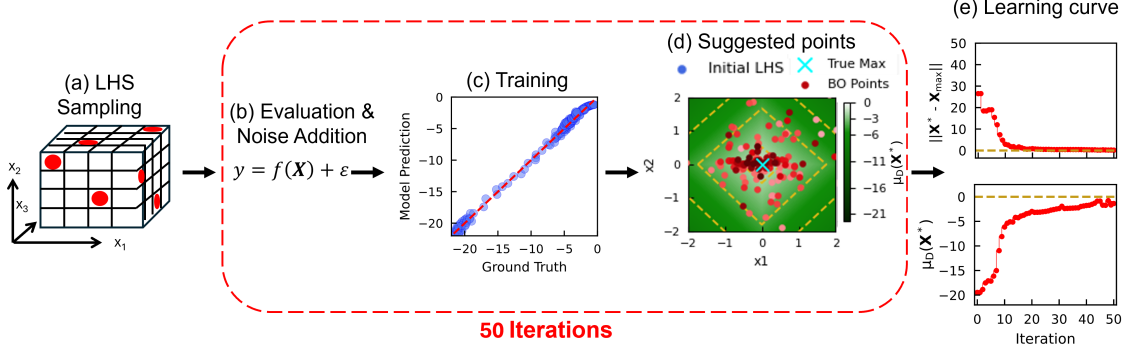 (a) LHS
Sampling
x2
x3
x1
(b) Evaluation &
Noise Addition
y = f(X) + ε
(c) Training
Model Prediction
0
−5
−10
−15
−20
−20
−15
−10
−5
0
Ground Truth
(d) Suggested points
Initial LHS
True Max
BO Points
x2
2
1
0
−1
−2
−2
−1
0
1
2
x1
0
−3
−6
−11
−16
−21
μD(X*)
50 Iterations
(e) Learning curve
||X* - Xmax||
50
40
30
20
10
0
μD(X*)
0
−5
−10
−15
−20
0
10
20
30
40
50
Iteration